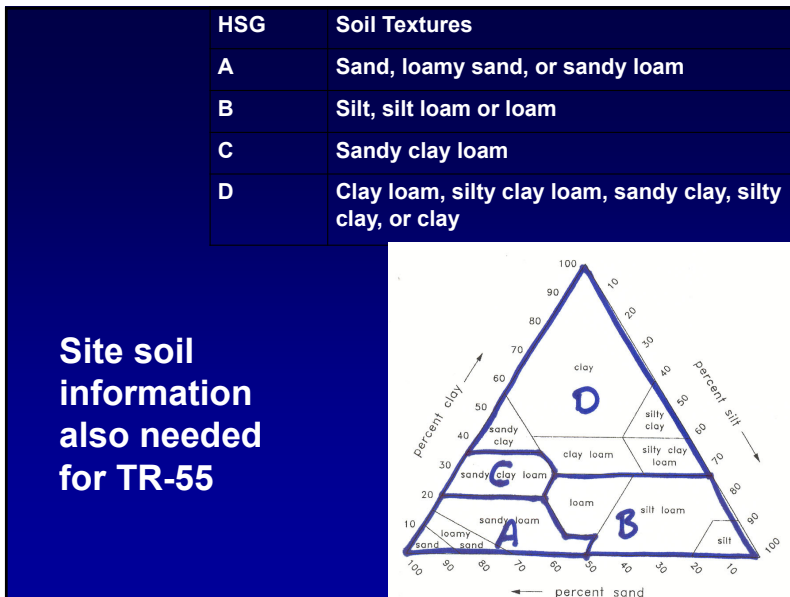 HSG Soil Textures
A Sand, loamy sand, or sandy loam
B Silt, silt loam or loam
C Sandy clay loam
D Clay loam, silty clay loam, sandy clay, silty
clay, or clay
Site soil
information
also needed
for TR-55
100
90
80
70
60
50
40
30
20
10
percent clay
10
20
30
40
50
60
70
80
90
100
percent silt
clay
D
silty
clay
sandy
clay
clay loam
silty clay
loam
sandy clay loam
C
loam
silt loam
B
sandy loam
A
loamy
sand
sand
silt
100 90 80 70 60 50 40 30 20 10
percent sand